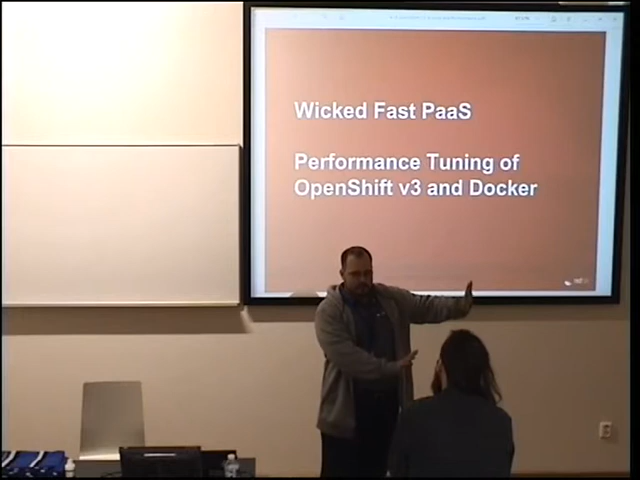 Wicked Fast PaaS
Performance Tuning of
OpenShift v3 and Docker